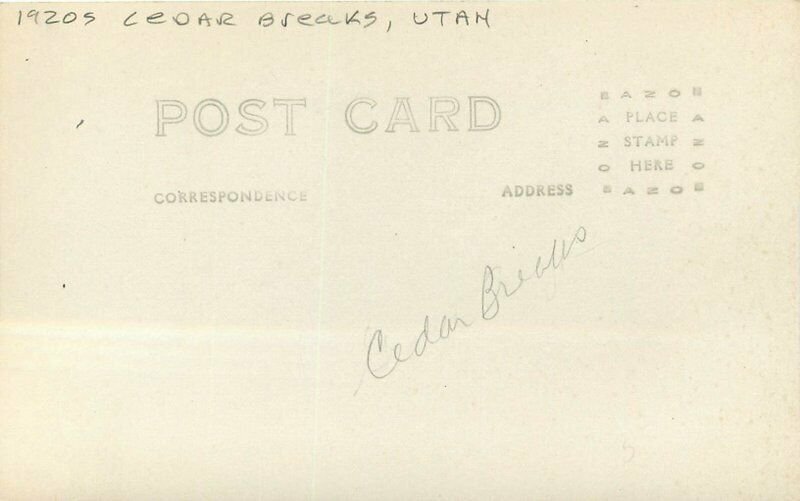 1920s CeDAR Breaks, UTAH
POST CARD
AZO
A PLACE A
Z STAMP Z
O HERE O
AZO
CORRESPONDENCE
ADDRESS
Cedar Breaks